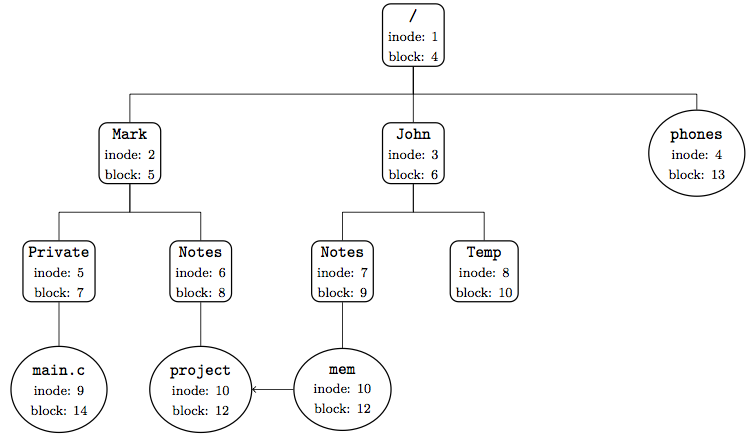 /
inode: 1
block: 4
Mark
inode: 2
block: 5
John
inode: 3
block: 6
phones
inode: 4
block: 13
Private
inode: 5
block: 7
Notes
inode: 6
block: 8
Notes
inode: 7
block: 9
Temp
inode: 8
block: 10
main.c
inode: 9
block: 14
project
inode: 10
block: 12
mem
inode: 10
block: 12